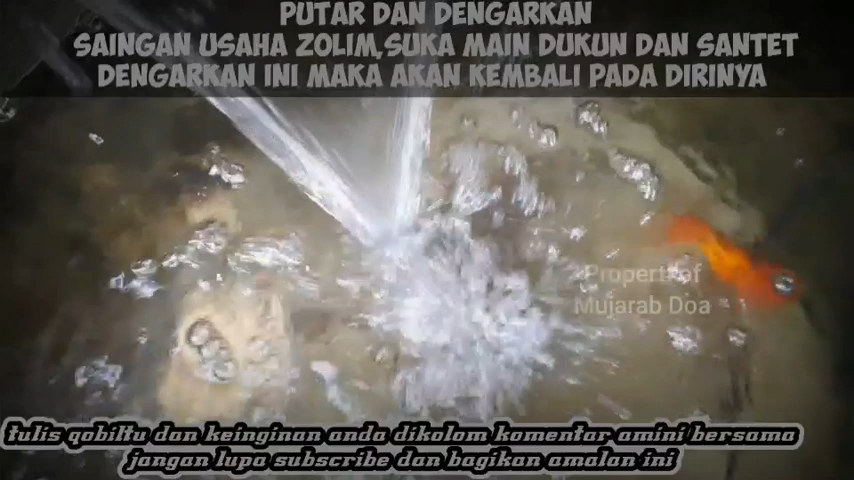 PUTAR DAN DENGARKAN
SAINGAN USAHA ZOLIM,SUKA MAIN DUKUN DAN SANTET
DENGARKAN INI MAKA AKAN KEMBALI PADA DIRINYA
Property of
Mujarab Doa
tulis qobiltu dan keinginan anda dikolom komentar amini bersama
jangan lupa subscribe dan bagikan amalan ini